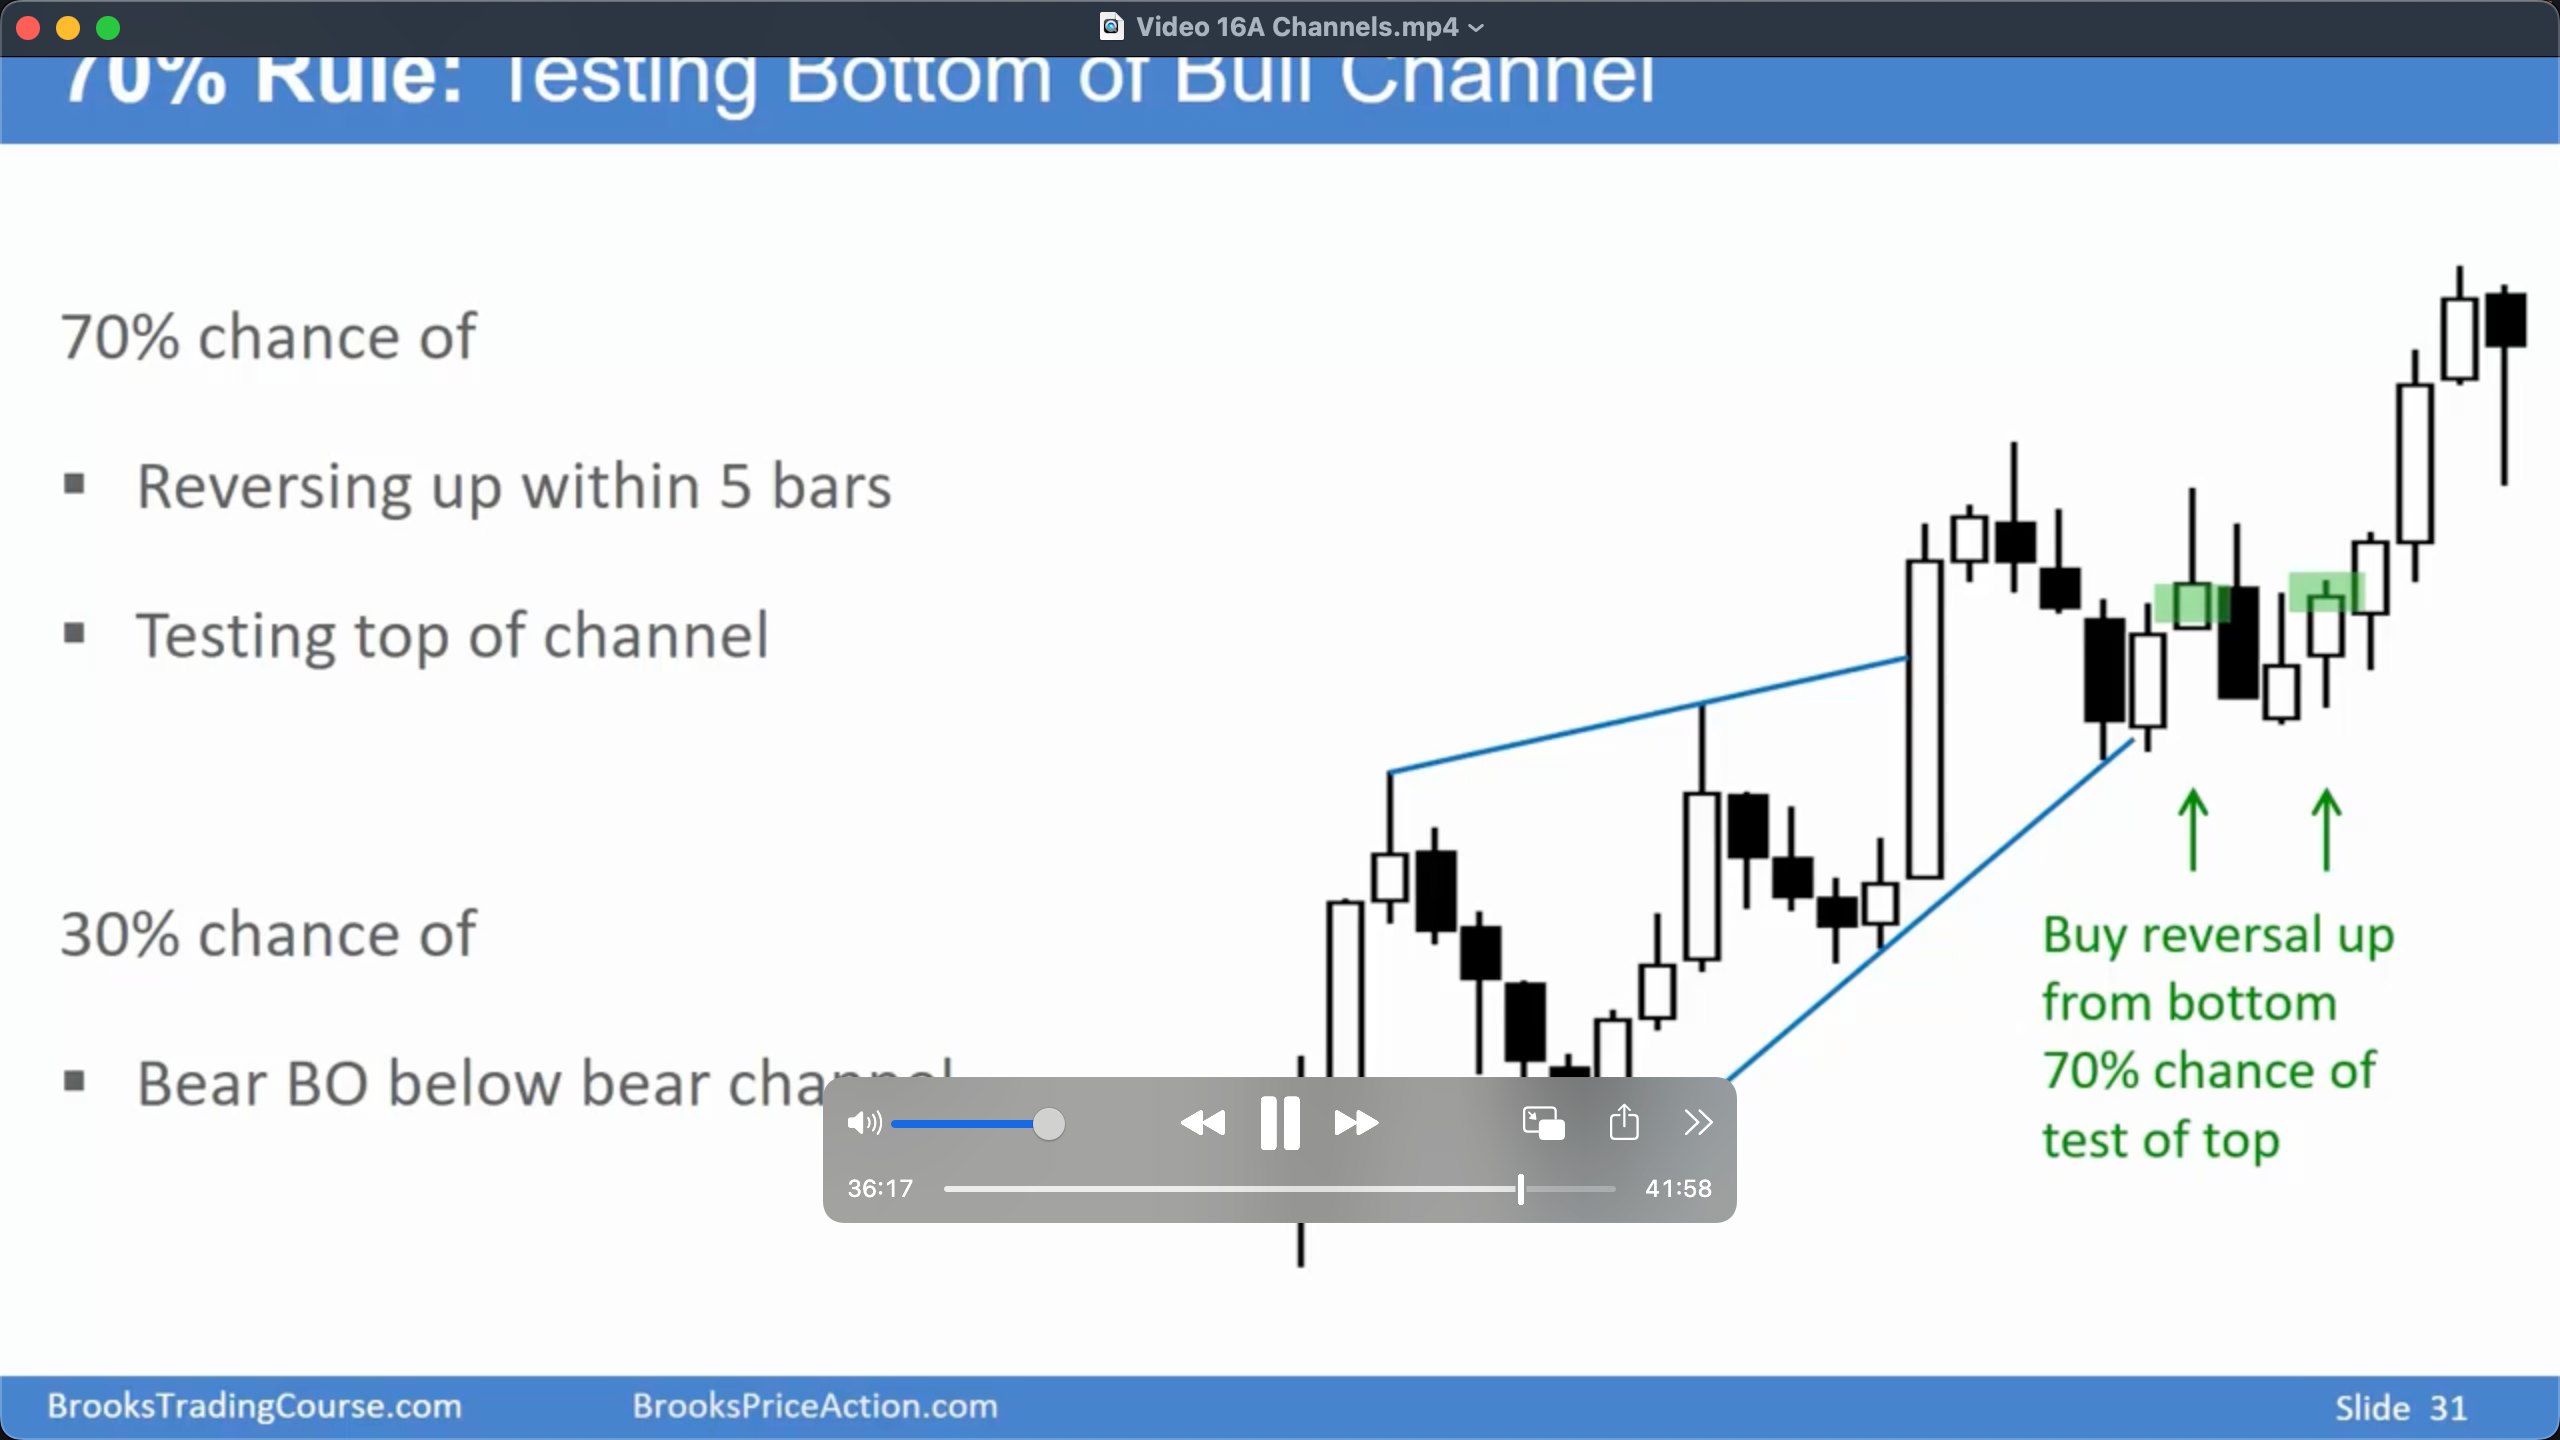 Video 16A Channels.mp4
70% Rule: Testing Bottom of Bull Channel
70% chance of
▪ Reversing up within 5 bars
▪ Testing top of channel
30% chance of
▪ Bear BO below bear channel
Buy reversal up
from bottom
70% chance of
test of top
36:17
41:58
BrooksTradingCourse.com
BrooksPriceAction.com
Slide 31